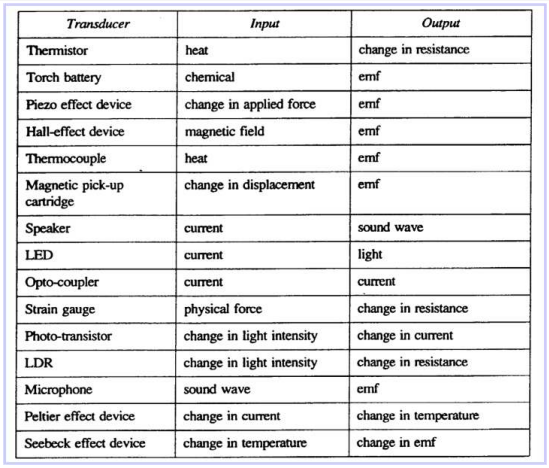 Transducer Input Output
Thermistor heat change in resistance
Torch battery chemical emf
Piezo effect device change in applied force emf
Hall-effect device magnetic field emf
Thermocouple heat emf
Magnetic pick-up change in displacement emf
cartridge
Speaker current sound wave
LED current light
Opto-coupler current current
Strain gauge physical force change in resistance
Photo-transistor change in light intensity change in current
LDR change in light intensity change in resistance
Microphone sound wave emf
Peltier effect device change in current change in temperature
Seebeck effect device change in temperature change in emf